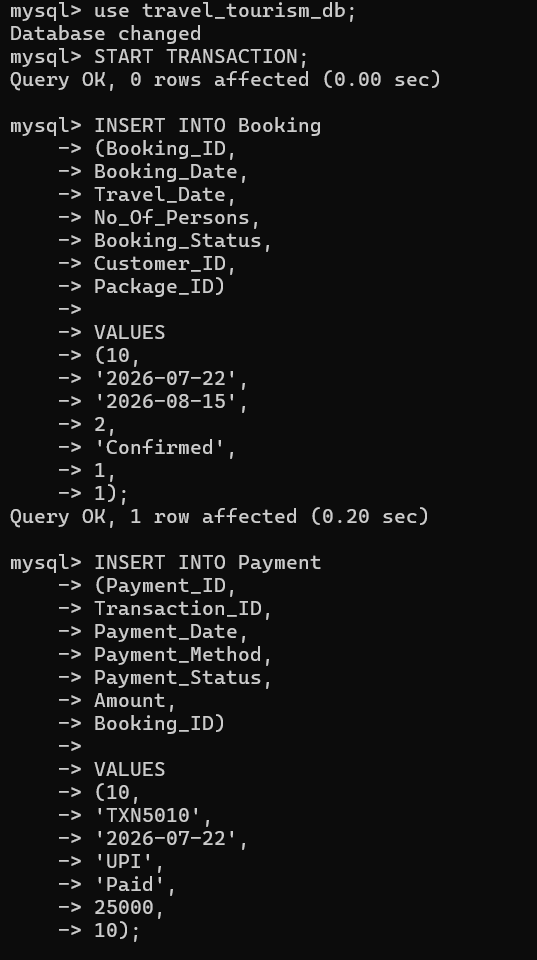 mysql> use travel_tourism_db;
Database changed
mysql> START TRANSACTION;
Query OK, 0 rows affected (0.00 sec)

mysql> INSERT INTO Booking
    -> (Booking_ID,
    -> Booking_Date,
    -> Travel_Date,
    -> No_Of_Persons,
    -> Booking_Status,
    -> Customer_ID,
    -> Package_ID)
    ->
    -> VALUES
    -> (10,
    -> '2026-07-22',
    -> '2026-08-15',
    -> 2,
    -> 'Confirmed',
    -> 1,
    -> 1);
Query OK, 1 row affected (0.20 sec)

mysql> INSERT INTO Payment
    -> (Payment_ID,
    -> Transaction_ID,
    -> Payment_Date,
    -> Payment_Method,
    -> Payment_Status,
    -> Amount,
    -> Booking_ID)
    ->
    -> VALUES
    -> (10,
    -> 'TXN5010',
    -> '2026-07-22',
    -> 'UPI',
    -> 'Paid',
    -> 25000,
    -> 10);